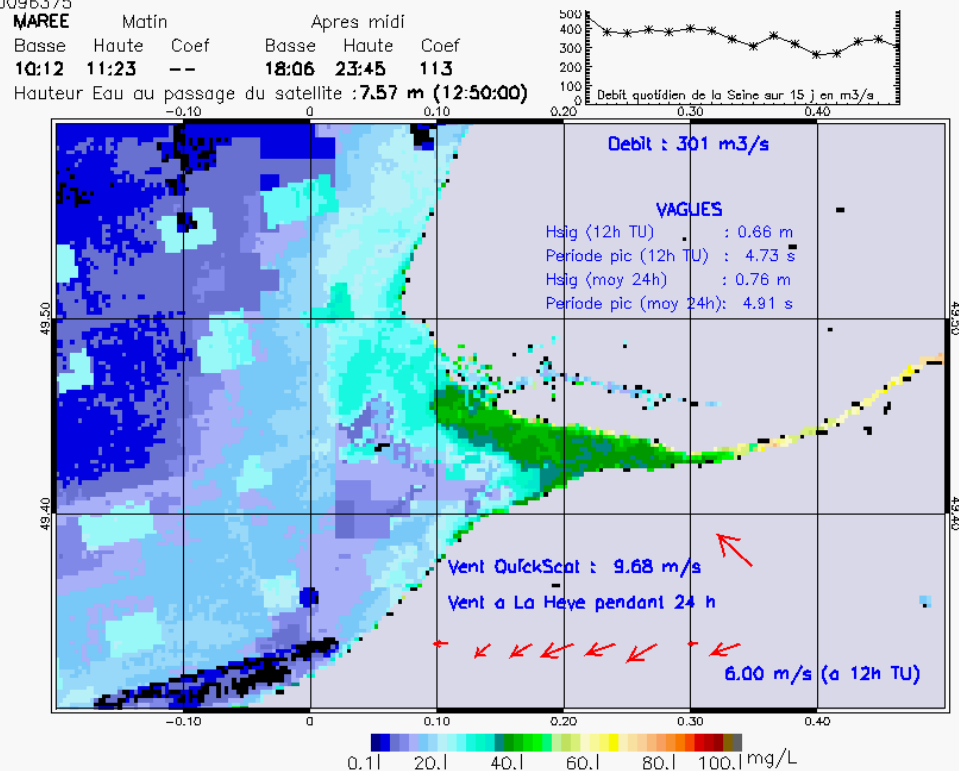 0096375
MAREE Matin Apres midi
Basse Haute Coef Basse Haute Coef
10:12 11:23 -- 18:06 23:45 113
Hauteur Eau au passage du satellite :7.57 m (12:50:00)
500
400
300
200
100
0
Debit quotidien de la Seine sur 15 j en m3/s
-0.10 0 0.10 0.20 0.30 0.40
Debit : 301 m3/s
VAGUES
Hsig (12h TU) : 0.66 m
Periode pic (12h TU) : 4.73 s
Hsig (moy 24h) : 0.76 m
Periode pic (moy 24h): 4.91 s
49.50 49.50
49.40 49.40
Vent QuickScat : 9.68 m/s
Vent a La Heve pendant 24 h
6.00 m/s (a 12h TU)
-0.10 0 0.10 0.20 0.30 0.40
0.1 20. 40. 60. 80. 100. mg/L